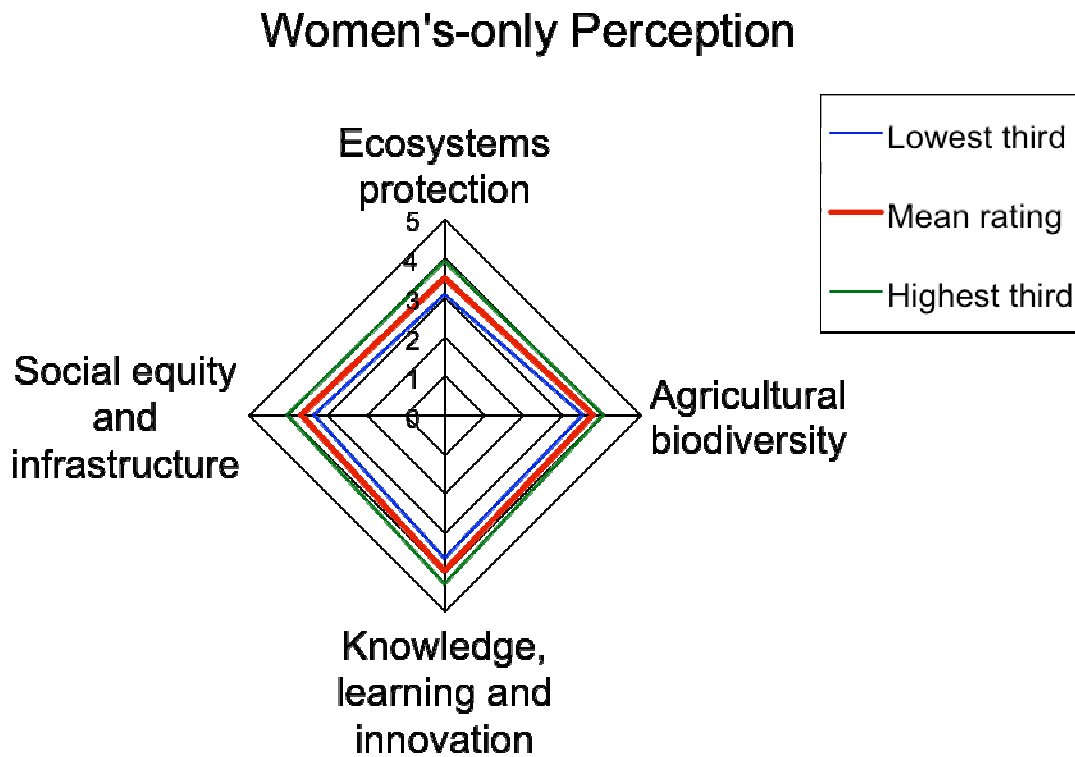 Women's-only Perception
Ecosystems
protection
5
4
3
2
1
0
Social equity
and
infrastructure
Agricultural
biodiversity
Knowledge,
learning and
innovation
Lowest third
Mean rating
Highest third